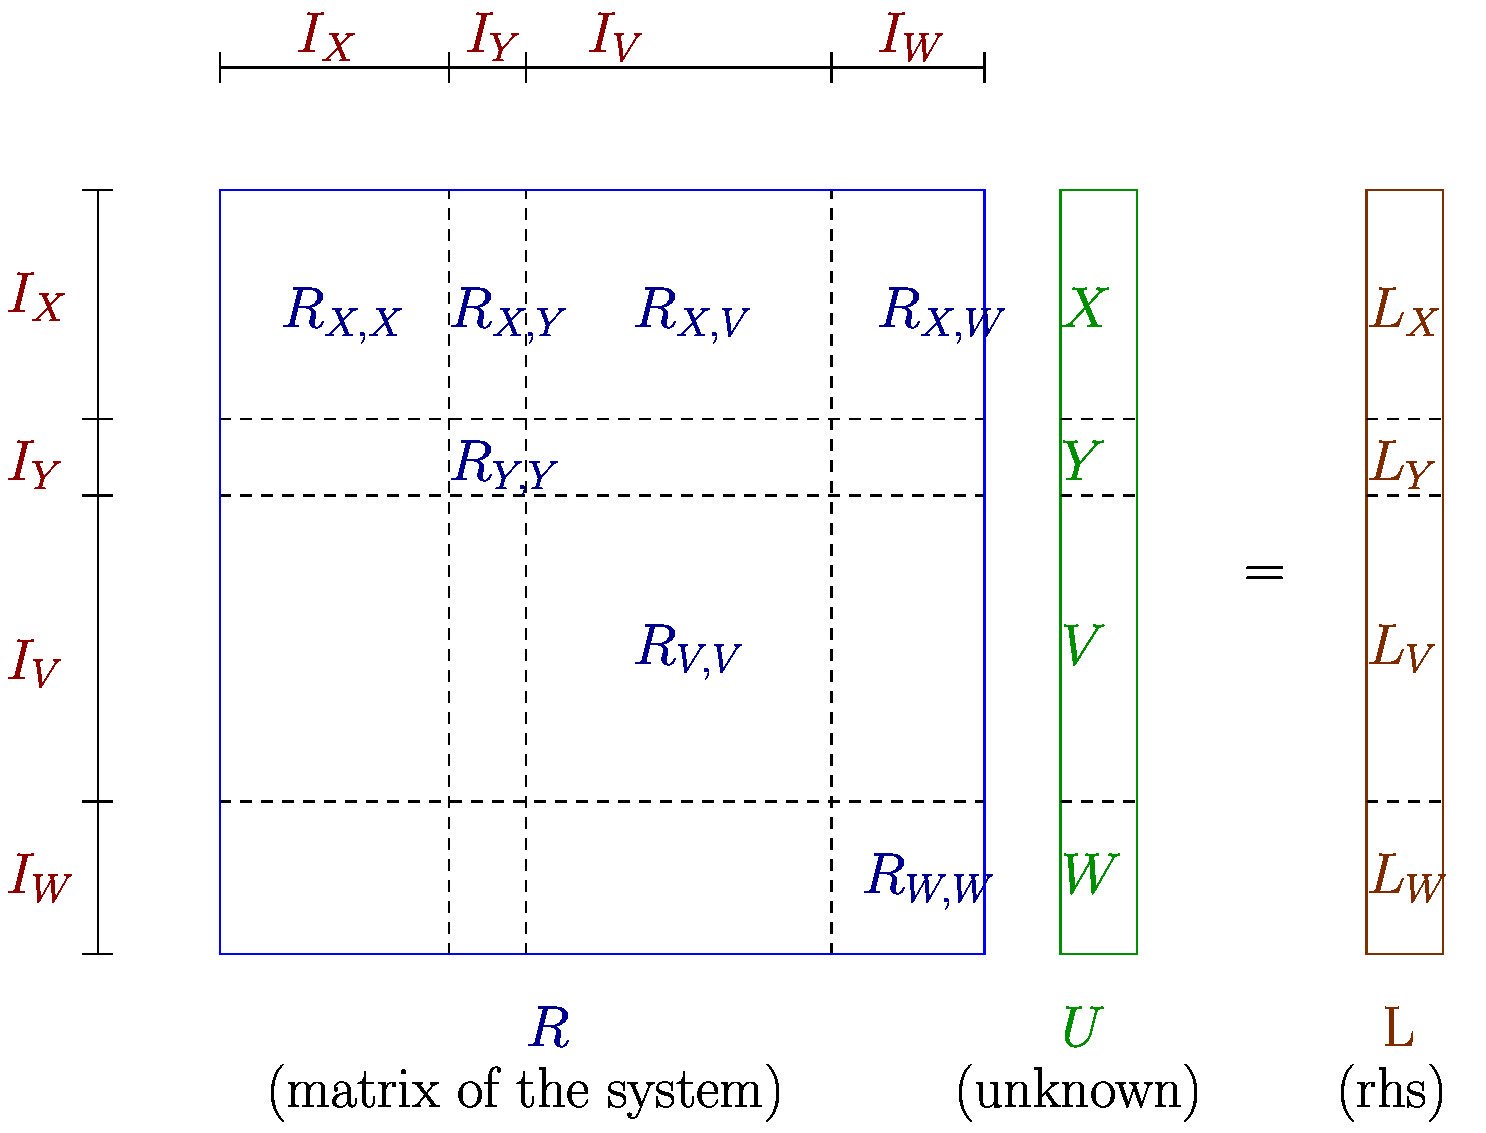 I_X I_Y I_V I_W
I_X R_{X,X} R_{X,Y} R_{X,V} R_{X,W} X L_X
I_Y R_{Y,Y} Y L_Y
=
I_V R_{V,V} V L_V
I_W R_{W,W} W L_W
R U L
(matrix of the system) (unknown) (rhs)